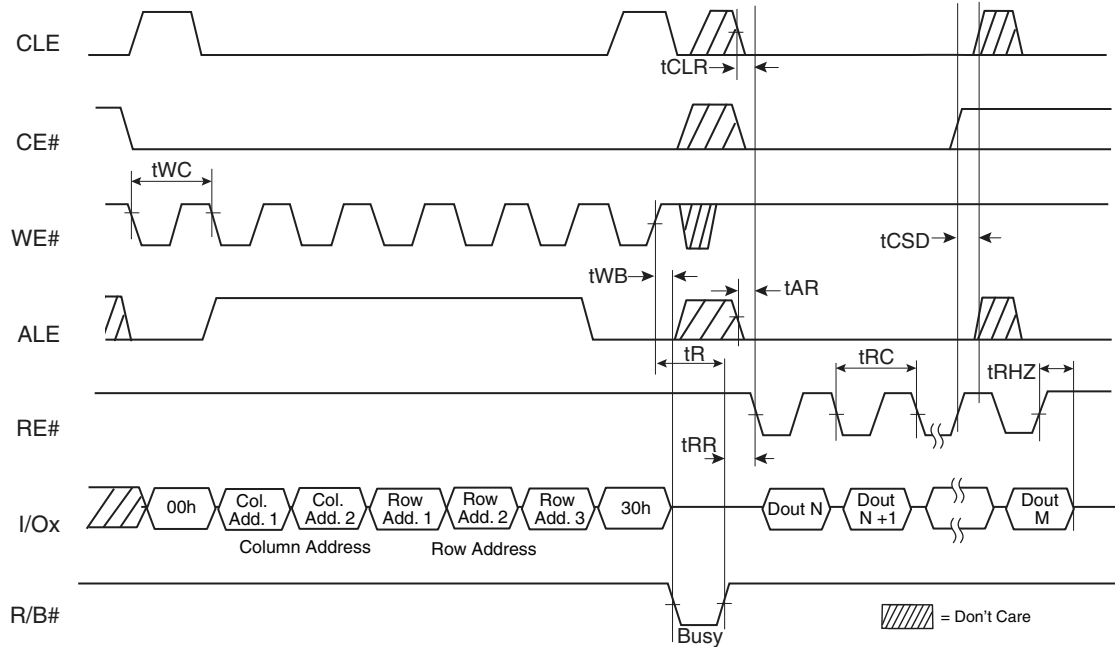 CLE
tCLR
CE#
tWC
WE#
tCSD
tWB
tAR
ALE
tR
tRC
tRHZ
RE#
tRR
I/Ox
00h
Col.
Add. 1
Col.
Add. 2
Row
Add. 1
Row
Add. 2
Row
Add. 3
30h
Dout N
Dout
N +1
Dout
M
Column Address
Row Address
R/B#
Busy
= Don't Care